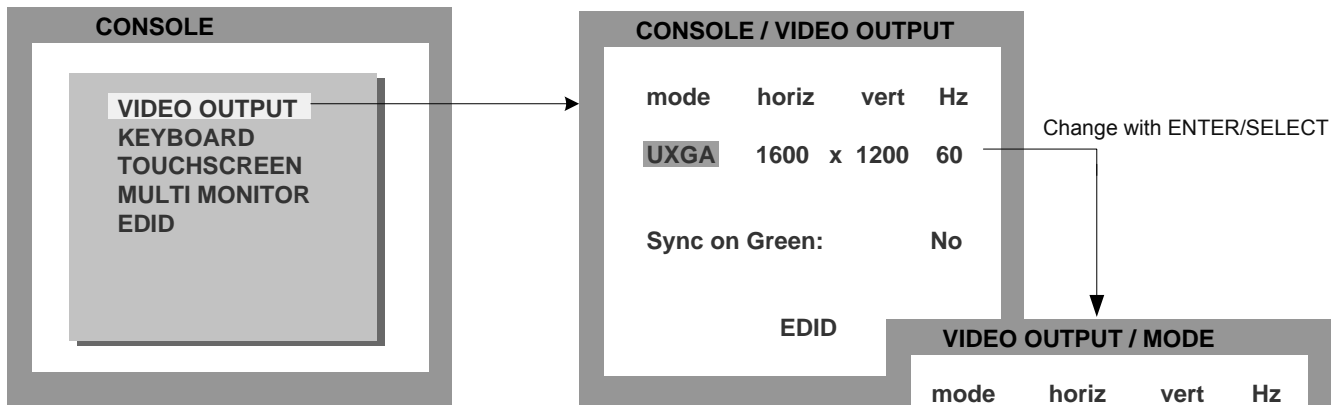 CONSOLE
VIDEO OUTPUT
KEYBOARD
TOUCHSCREEN
MULTI MONITOR
EDID
CONSOLE / VIDEO OUTPUT
mode horiz vert Hz
UXGA 1600 x 1200 60
Sync on Green: No
EDID
Change with ENTER/SELECT
VIDEO OUTPUT / MODE
mode horiz vert Hz